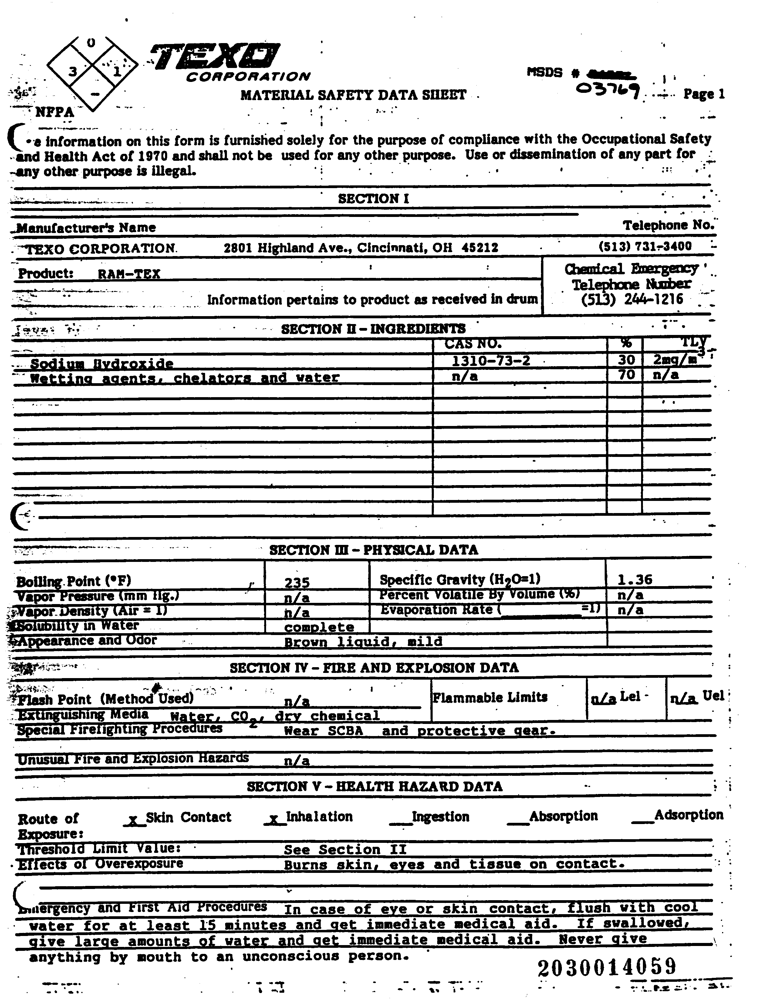 0
3 1
-
NFPA
TEXO
CORPORATION
MATERIAL SAFETY DATA SHEET
MSDS #
03769
Page 1
information on this form is furnished solely for the purpose of compliance with the Occupational Safety
and Health Act of 1970 and shall not be used for any other purpose. Use or dissemination of any part for
any other purpose is illegal.
SECTION I
Manufacturer's Name Telephone No.
TEXO CORPORATION. 2801 Highland Ave., Cincinnati, OH 45212 (513) 731-3400
Product: RAM-TEX
Chemical Emergency
Telephone Number
(513) 244-1216
Information pertains to product as received in drum
SECTION II - INGREDIENTS
CAS NO. % TLV
Sodium Hydroxide 1310-73-2 30 2mg/m3
Wetting agents, chelators and water n/a 70 n/a
SECTION III - PHYSICAL DATA
Boiling Point (°F) 235 Specific Gravity (H2O=1) 1.36
Vapor Pressure (mm Hg.) n/a Percent Volatile By Volume (%) n/a
Vapor Density (Air = 1) n/a Evaporation Rate (______=1) n/a
Solubility in Water complete
Appearance and Odor Brown liquid, mild
SECTION IV - FIRE AND EXPLOSION DATA
Flash Point (Method Used) n/a Flammable Limits n/a Lel n/a Uel
Extinguishing Media Water, CO2, dry chemical
Special Firefighting Procedures Wear SCBA and protective gear.
Unusual Fire and Explosion Hazards n/a
SECTION V - HEALTH HAZARD DATA
Route of x Skin Contact x Inhalation __Ingestion __Absorption __Adsorption
Exposure:
Threshold Limit Value: See Section II
Effects of Overexposure Burns skin, eyes and tissue on contact.
Emergency and First Aid Procedures In case of eye or skin contact, flush with cool
water for at least 15 minutes and get immediate medical aid. If swallowed,
give large amounts of water and get immediate medical aid. Never give
anything by mouth to an unconscious person.
2030014059